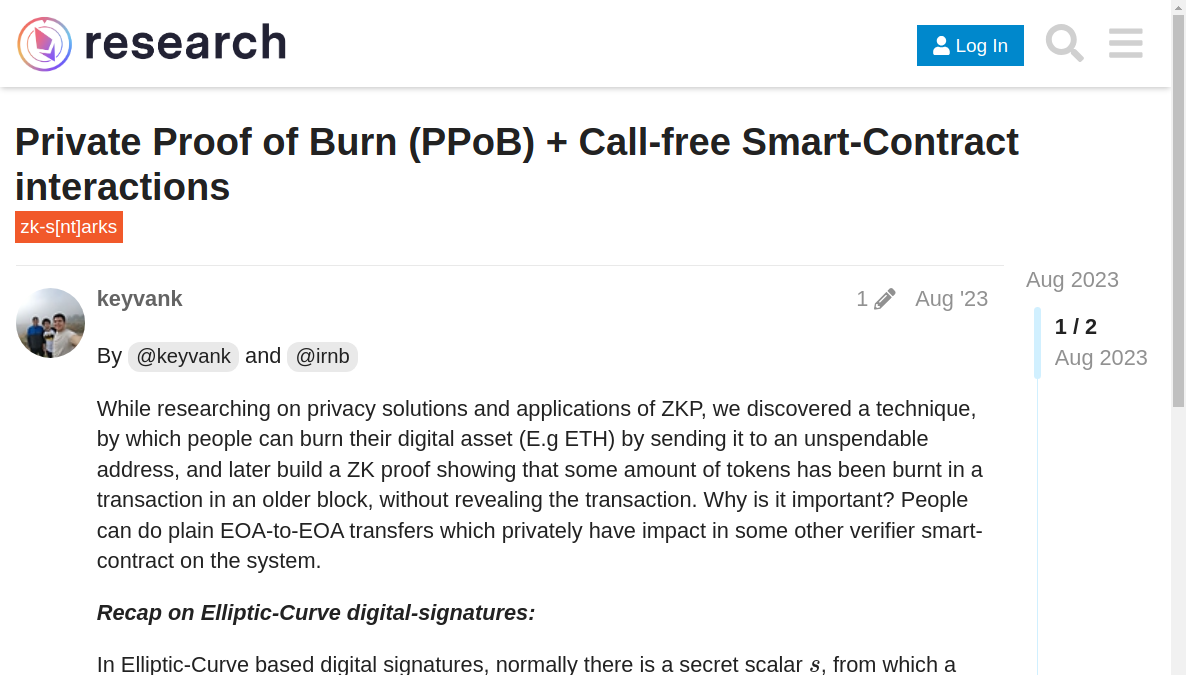 research
Log In
Private Proof of Burn (PPoB) + Call-free Smart-Contract
interactions
zk-s[nt]arks
Aug 2023
keyvank
1
Aug '23
1 / 2
Aug 2023
By @keyvank and @irnb
While researching on privacy solutions and applications of ZKP, we discovered a technique,
by which people can burn their digital asset (E.g ETH) by sending it to an unspendable
address, and later build a ZK proof showing that some amount of tokens has been burnt in a
transaction in an older block, without revealing the transaction. Why is it important? People
can do plain EOA-to-EOA transfers which privately have impact in some other verifier smart-
contract on the system.
Recap on Elliptic-Curve digital-signatures:
In Elliptic-Curve based digital signatures, normally there is a secret scalar s, from which a